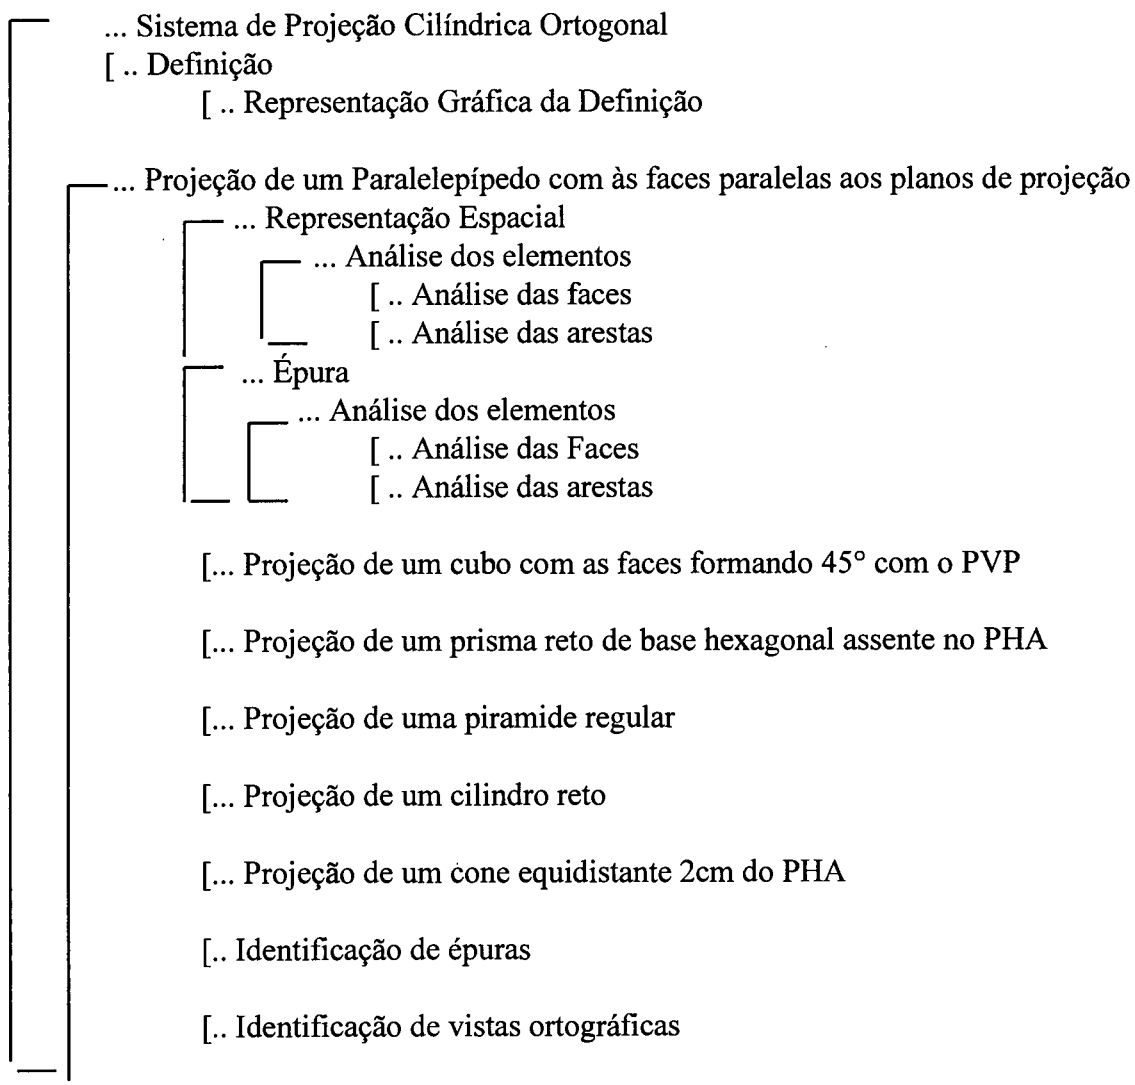 ... Sistema de Projeção Cilíndrica Ortogonal
[ .. Definição
[ .. Representação Gráfica da Definição
... Projeção de um Paralelepípedo com às faces paralelas aos planos de projeção
... Representação Espacial
... Análise dos elementos
[ .. Análise das faces
[ .. Análise das arestas
... Épura
... Análise dos elementos
[ .. Análise das Faces
[ .. Análise das arestas
[... Projeção de um cubo com as faces formando 45° com o PVP
[... Projeção de um prisma reto de base hexagonal assente no PHA
[... Projeção de uma piramide regular
[... Projeção de um cilindro reto
[... Projeção de um cone equidistante 2cm do PHA
[.. Identificação de épuras
[.. Identificação de vistas ortográficas